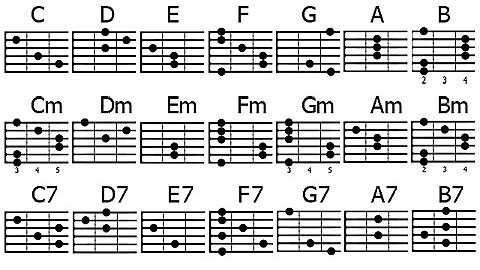 C D E F G A B
2 3 4
Cm Dm Em Fm Gm Am Bm
3 4 5 3 4 5 2 3 4
C7 D7 E7 F7 G7 A7 B7